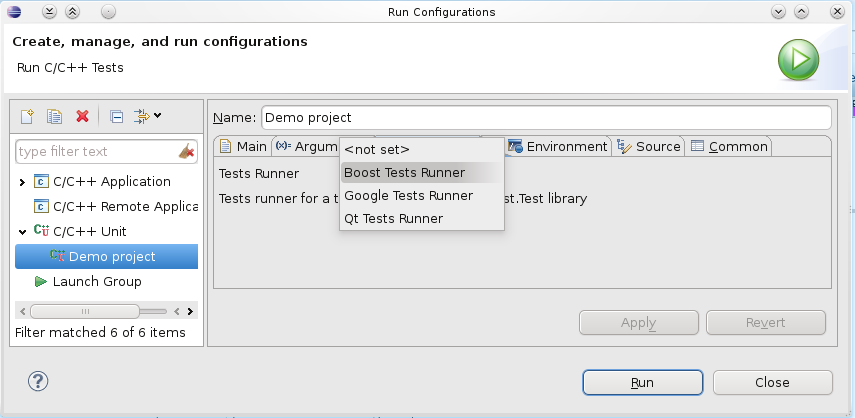 Run Configurations
Create, manage, and run configurations
Run C/C++ Tests
Name: Demo project
type filter text
Main (x)= Argum Environment Source Common
<not set>
Boost Tests Runner
Google Tests Runner
Qt Tests Runner
Tests Runner
Tests runner for a t st.Test library
C/C++ Application
C/C++ Remote Applica
C/C++ Unit
Demo project
Launch Group
Filter matched 6 of 6 items
Apply Revert
Run Close